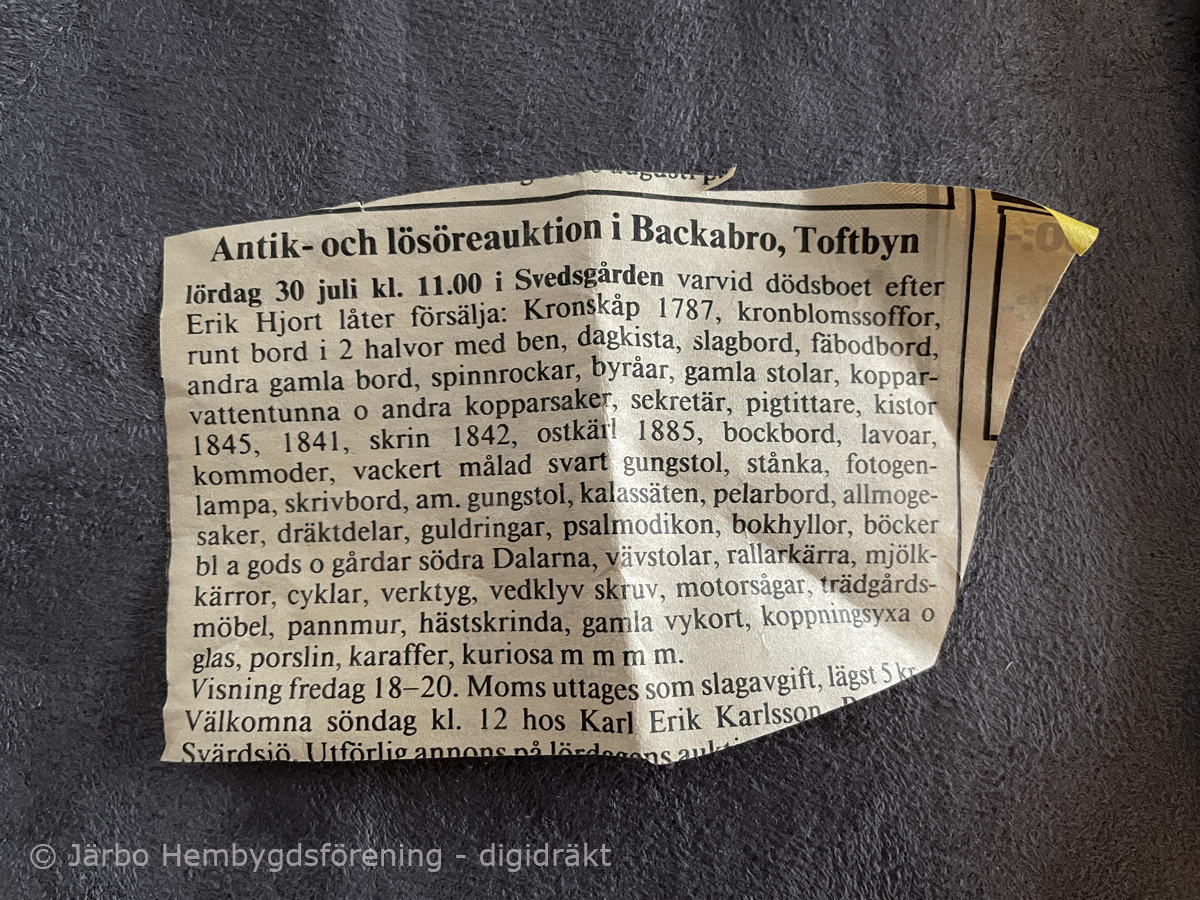 augusti
Antik- och lösöreauktion i Backabro, Toftbyn
lördag 30 juli kl. 11.00 i Svedsgården varvid dödsboet efter
Erik Hjort låter försälja: Kronskåp 1787, kronblomssoffor,
runt bord i 2 halvor med ben, dagkista, slagbord, fäbodbord,
andra gamla bord, spinnrockar, byråar, gamla stolar, koppar-
vattentunna o andra kopparsaker, sekretär, pigtittare, kistor
1845, 1841, skrin 1842, ostkärl 1885, bockbord, lavoar,
kommoder, vackert målad svart gungstol, stånka, fotogen-
lampa, skrivbord, am. gungstol, kalassäten, pelarbord, allmoge-
saker, dräktdelar, guldringar, psalmodikon, bokhyllor, böcker
bl a gods o gårdar södra Dalarna, vävstolar, rallarkärra, mjölk-
kärror, cyklar, verktyg, vedklyv skruv, motorsågar, trädgårds-
möbel, pannmur, hästskrinda, gamla vykort, koppningsyxa o
glas, porslin, karaffer, kuriosa m m m m.
Visning fredag 18–20. Moms uttages som slagavgift, lägst 5 kr
Välkomna söndag kl. 12 hos Karl Erik Karlsson
Svärdsjö. Utförlig annons på lördagens
© Järbo Hembygdsförening - digidräkt